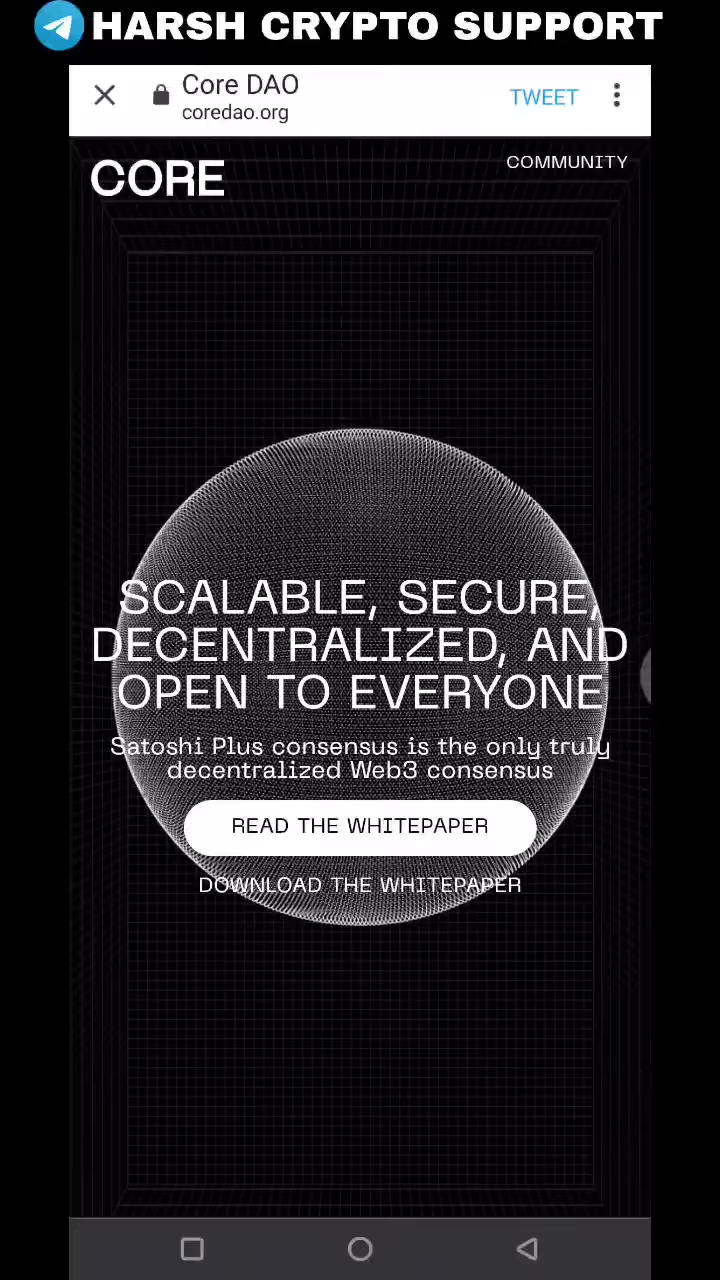 HARSH CRYPTO SUPPORT
Core DAO
coredao.org
TWEET
CORE
COMMUNITY
SCALABLE, SECURE,
DECENTRALIZED, AND
OPEN TO EVERYONE
Satoshi Plus consensus is the only truly
decentralized Web3 consensus
READ THE WHITEPAPER
DOWNLOAD THE WHITEPAPER